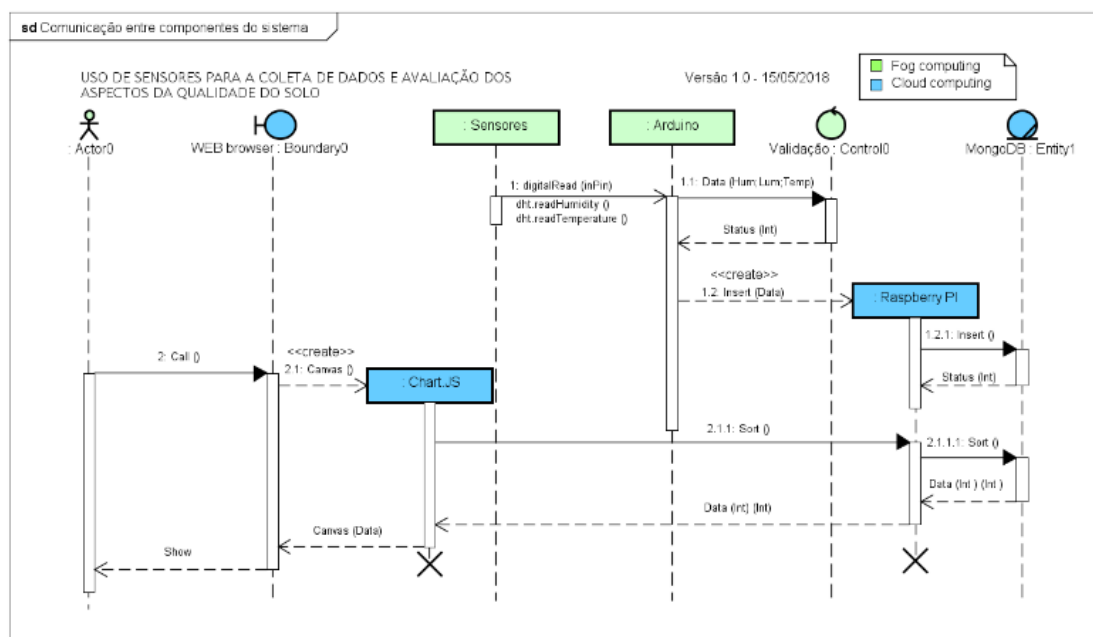 sd Comunicação entre componentes do sistema
USO DE SENSORES PARA A COLETA DE DADOS E AVALIAÇÃO DOS
ASPECTOS DA QUALIDADE DO SOLO
Versão 1.0 - 15/05/2018
Fog computing
Cloud computing
: Actor0
WEB browser : Boundary0
: Sensores
: Arduino
Validação : Control0
MongoDB : Entity1
1: digitalRead (inPin)
dht.readHumidity ()
dht.readTemperature ()
1.1: Data (Hum;Lum;Temp)
Status (Int)
<<create>>
1.2: Insert (Data)
: Raspberry PI
1.2.1: Insert ()
Status (Int)
2: Call ()
<<create>>
2.1: Canvas ()
: Chart.JS
2.1.1: Sort ()
2.1.1.1: Sort ()
Data (Int ) (Int )
Data (Int) (Int)
Canvas (Data)
Show